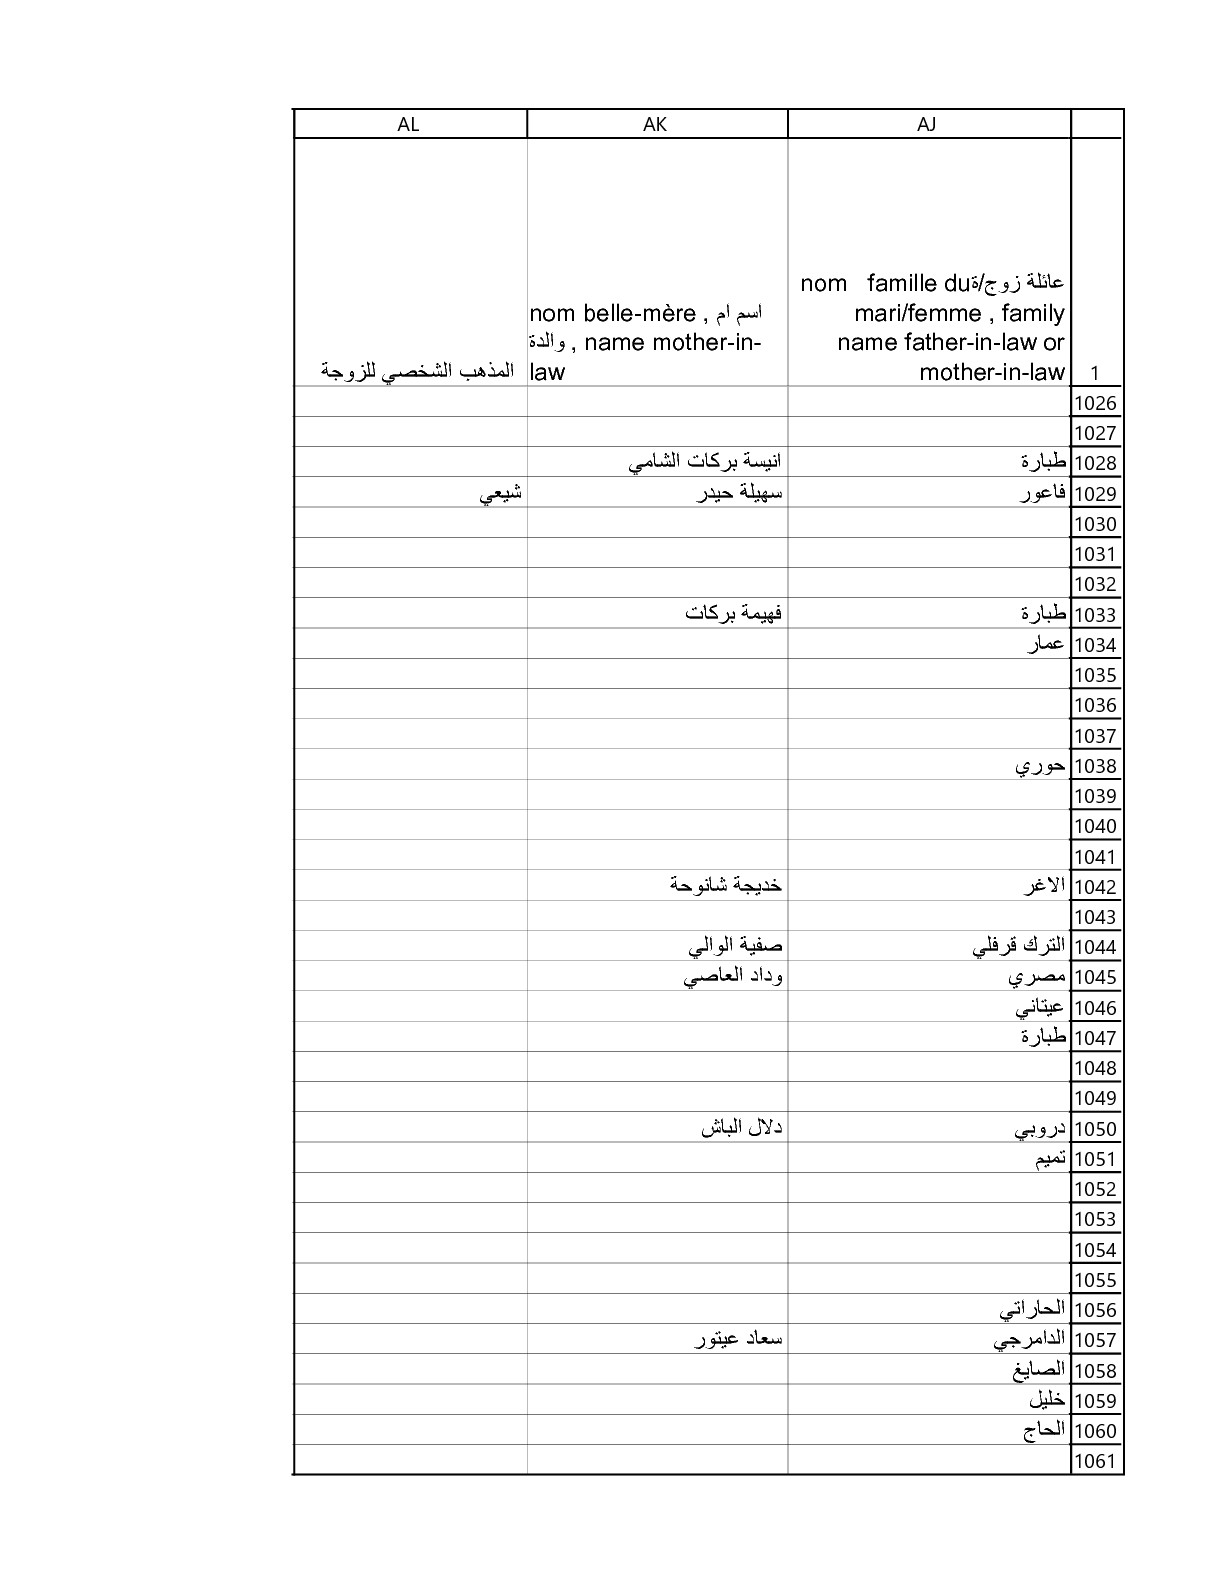 AJ AK AL
عائلة زوج/ةnom famille du
mari/femme , family
name father-in-law or
mother-in-law
nom belle-mère , اسم ام
والدة , name mother-in-
law
المذهب الشخصي للزوجة
1
1026
1027
1028 طبارة انيسة بركات الشامي
1029 فاعور سهيلة حيدر شيعي
1030
1031
1032
1033 طبارة فهيمة بركات
1034 عمار
1035
1036
1037
1038 حوري
1039
1040
1041
1042 الاغر خديجة شانوحة
1043
1044 الترك قرفلي صفية الوالي
1045 مصري وداد العاصي
1046 عيتاني
1047 طبارة
1048
1049
1050 دروبي دلال الباش
1051 تميم
1052
1053
1054
1055
1056 الحاراتي
1057 الدامرجي سعاد عيتور
1058 الصايغ
1059 خليل
1060 الحاج
1061